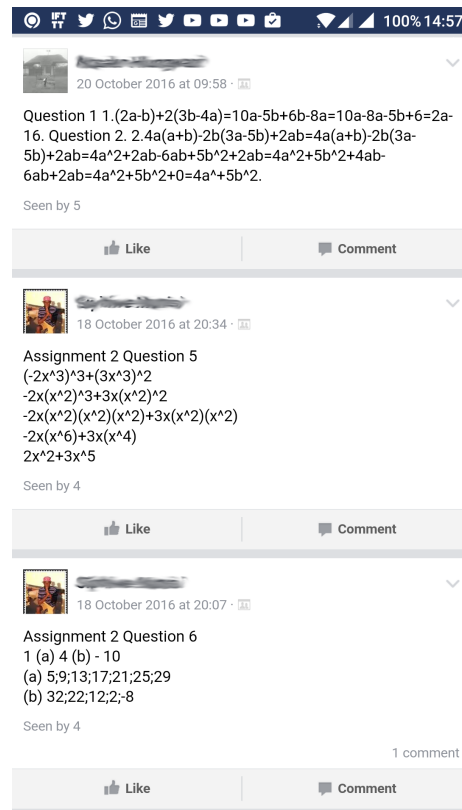 IF
TT
100% 14:57
20 October 2016 at 09:58 ·
Question 1 1.(2a-b)+2(3b-4a)=10a-5b+6b-8a=10a-8a-5b+6=2a-
16. Question 2. 2.4a(a+b)-2b(3a-5b)+2ab=4a(a+b)-2b(3a-
5b)+2ab=4a^2+2ab-6ab+5b^2+2ab=4a^2+5b^2+4ab-
6ab+2ab=4a^2+5b^2+0=4a^+5b^2.
Seen by 5
Like
Comment
18 October 2016 at 20:34 ·
Assignment 2 Question 5
(-2x^3)^3+(3x^3)^2
-2x(x^2)^3+3x(x^2)^2
-2x(x^2)(x^2)(x^2)+3x(x^2)(x^2)
-2x(x^6)+3x(x^4)
2x^2+3x^5
Seen by 4
Like
Comment
18 October 2016 at 20:07 ·
Assignment 2 Question 6
1 (a) 4 (b) - 10
(a) 5;9;13;17;21;25;29
(b) 32;22;12;2;-8
Seen by 4
1 comment
Like
Comment